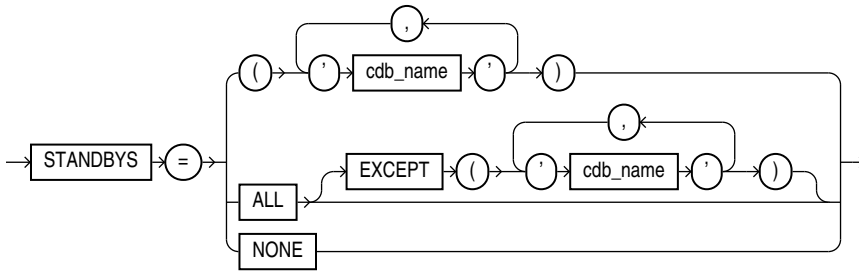 ,
( ' cdb_name ' )
,
STANDBYS = EXCEPT ( ' cdb_name ' )
ALL
NONE